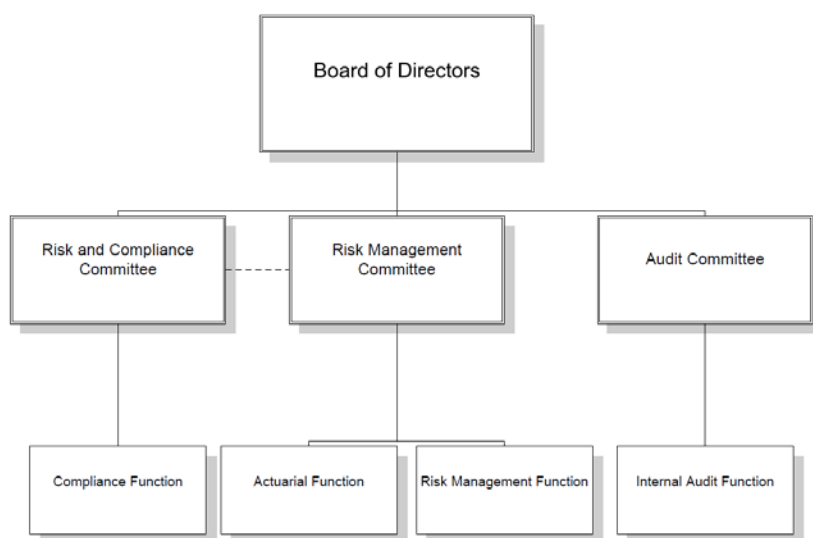 Board of Directors
Risk and Compliance
Committee
Risk Management
Committee
Audit Committee
Compliance Function
Actuarial Function
Risk Management Function
Internal Audit Function